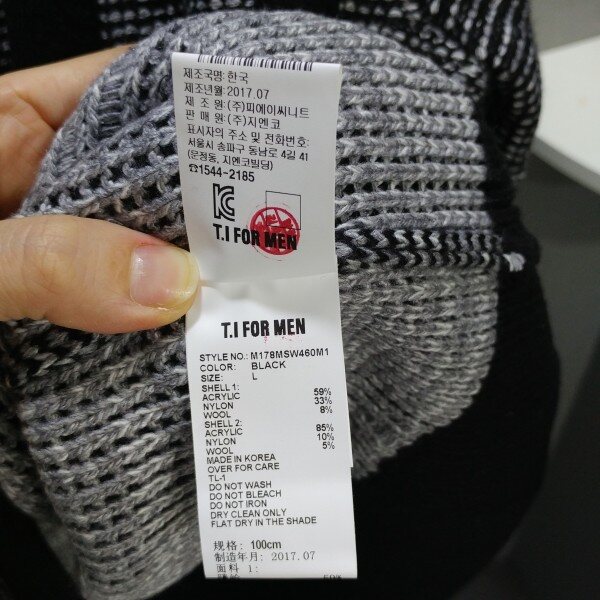 제조국명:한국
제조년월:2017.07
제 조 원:(주)피에이씨니트
판 매 원:(주)지엔코
표시자의 주소 및 전화번호:
서울시 송파구 동남로 4길 41
(문정동, 지엔코빌딩)
☎1544-2185
T.I FOR MEN
T.I FOR MEN
STYLE NO.: M178MSW460M1
COLOR: BLACK
SIZE: L
SHELL 1:
ACRYLIC 59%
NYLON 33%
WOOL 8%
SHELL 2:
ACRYLIC 85%
NYLON 10%
WOOL 5%
MADE IN KOREA
OVER FOR CARE
TL-1
DO NOT WASH
DO NOT BLEACH
DO NOT IRON
DRY CLEAN ONLY
FLAT DRY IN THE SHADE
规格: 100cm
制造年月: 2017.07
面料 1: